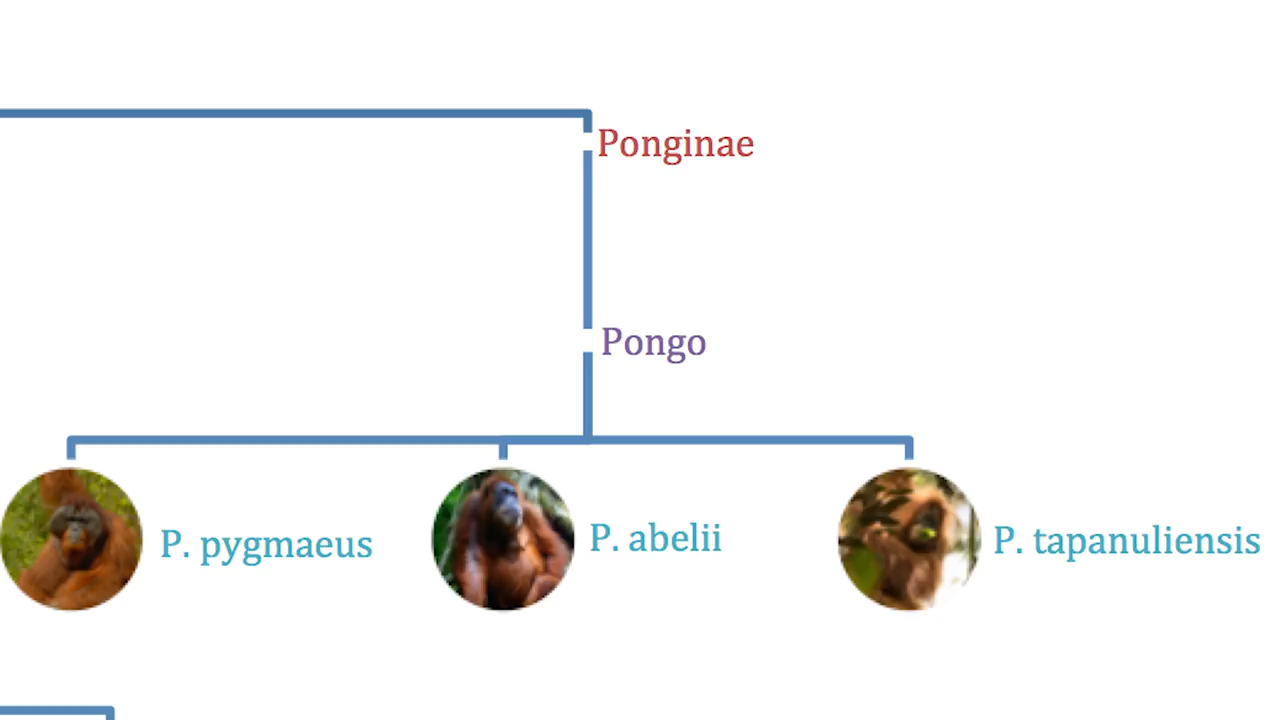 Ponginae
Pongo
P. pygmaeus
P. abelii
P. tapanuliensis